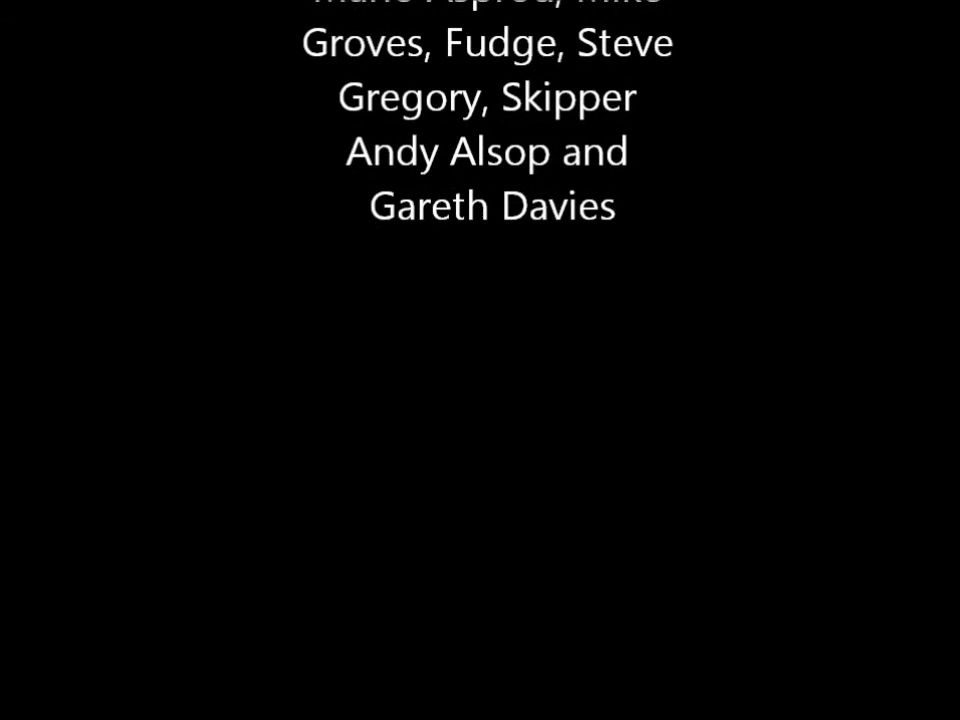 Groves, Fudge, Steve
Gregory, Skipper
Andy Alsop and
Gareth Davies